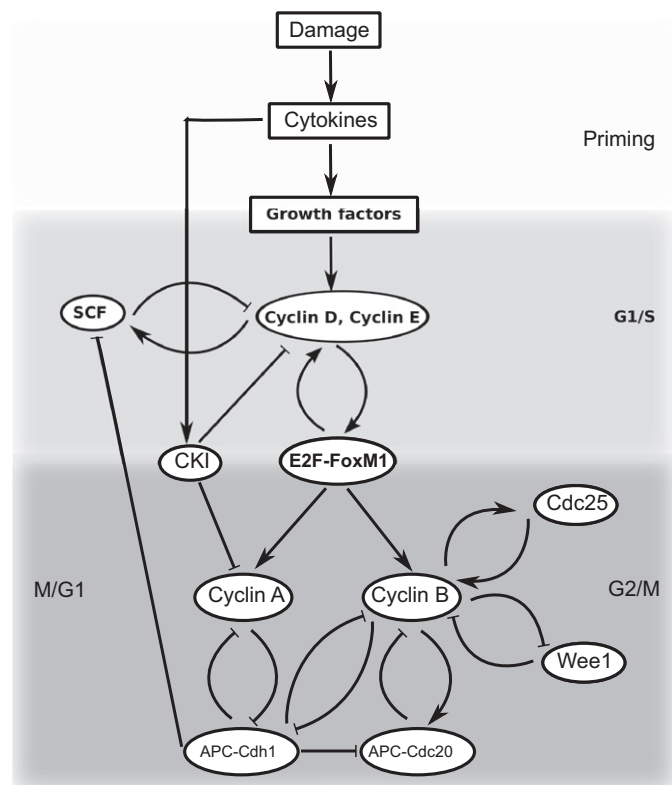 Damage
Cytokines
Priming
Growth factors
SCF
Cyclin D, Cyclin E
G1/S
CKI
E2F-FoxM1
Cdc25
M/G1
Cyclin A
Cyclin B
G2/M
Wee1
APC-Cdh1
APC-Cdc20